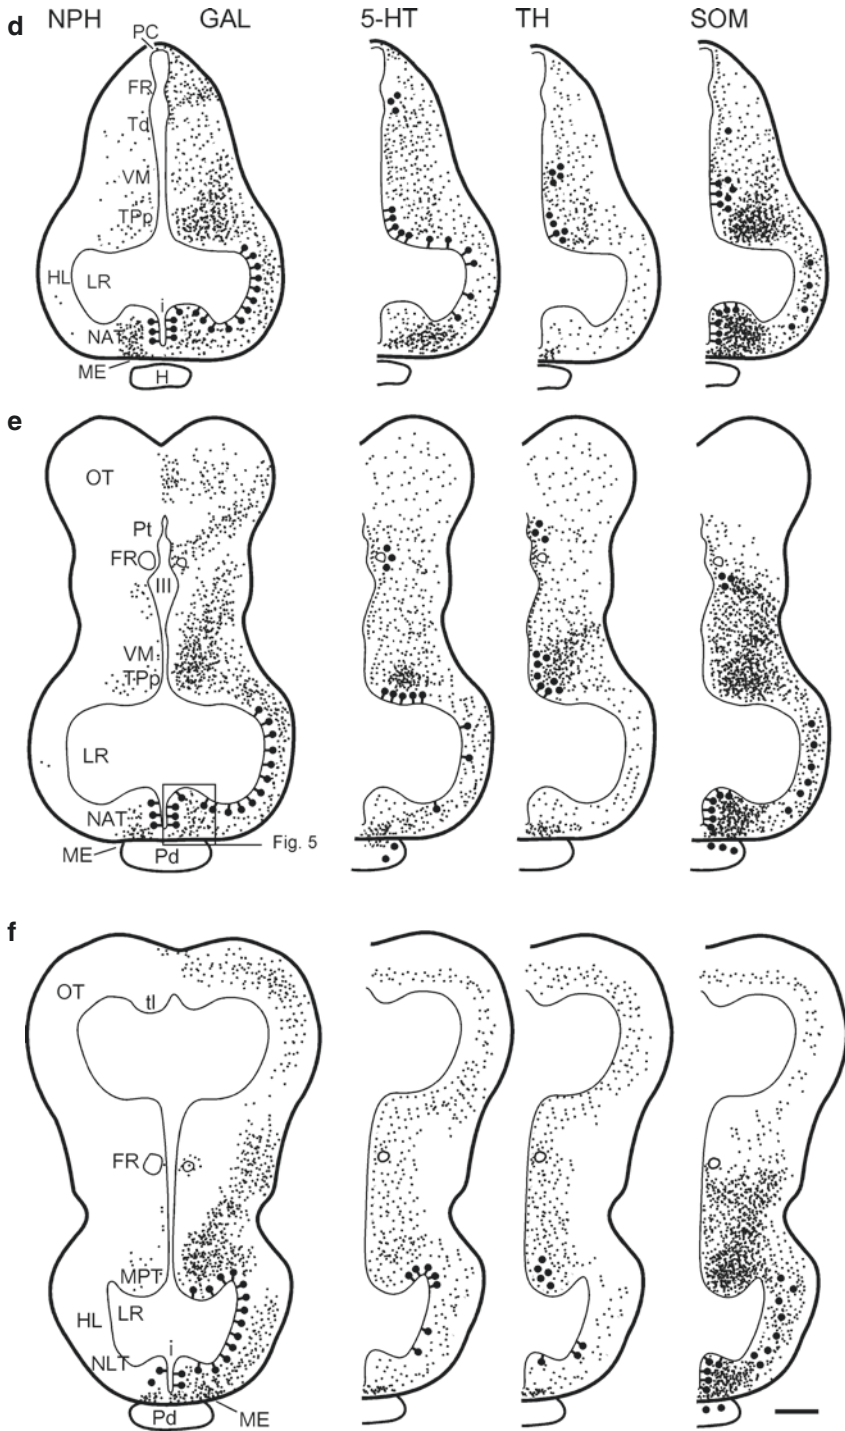 d
NPH GAL 5-HT TH SOM
PC
FR
Td
VM
TPp
HL LR
i
NAT
ME
H
e
OT
Pt
FR
III
VM
TPp
LR
NAT
ME
Pd
Fig. 5
f
OT
tl
FR
MPT
HL LR
NLT
i
Pd
ME